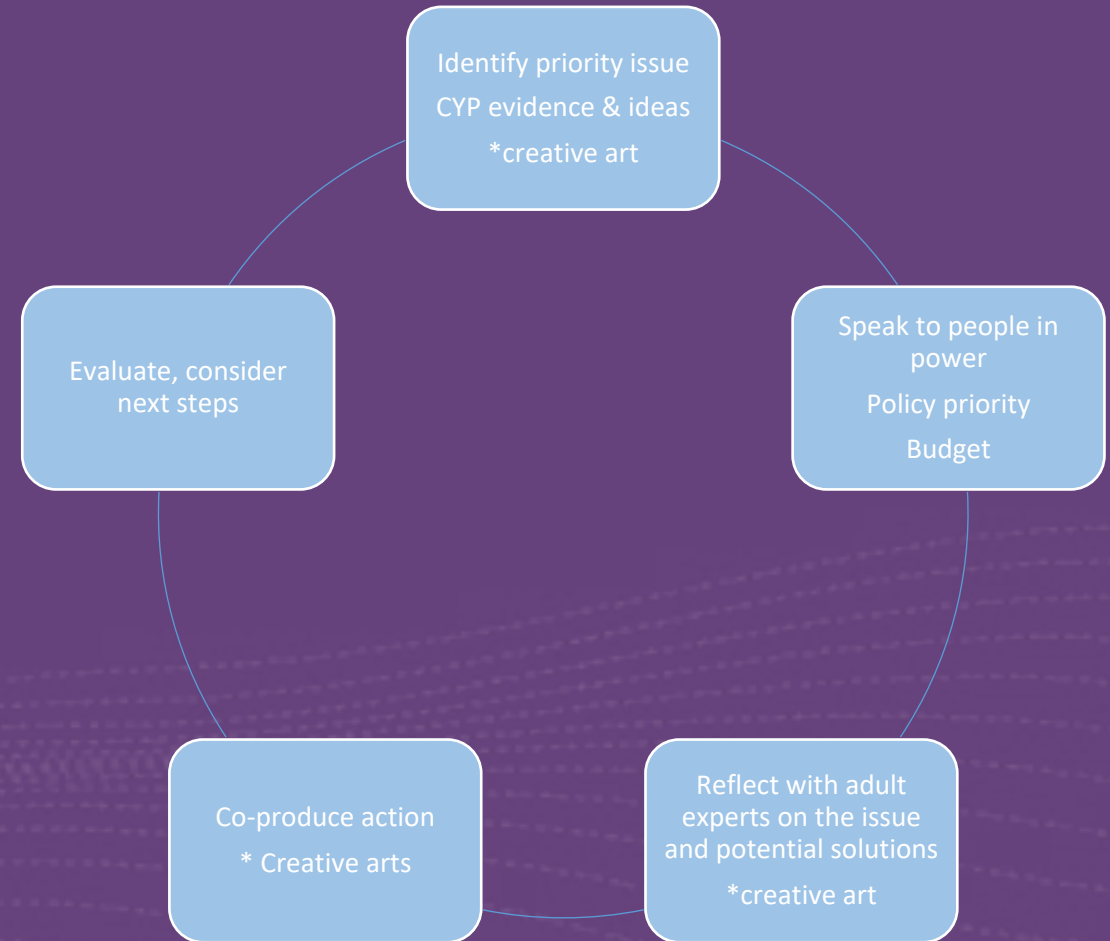 Identify priority issue
CYP evidence & ideas
*creative art
Speak to people in
power
Policy priority
Budget
Reflect with adult
experts on the issue
and potential solutions
*creative art
Co-produce action
* Creative arts
Evaluate, consider
next steps